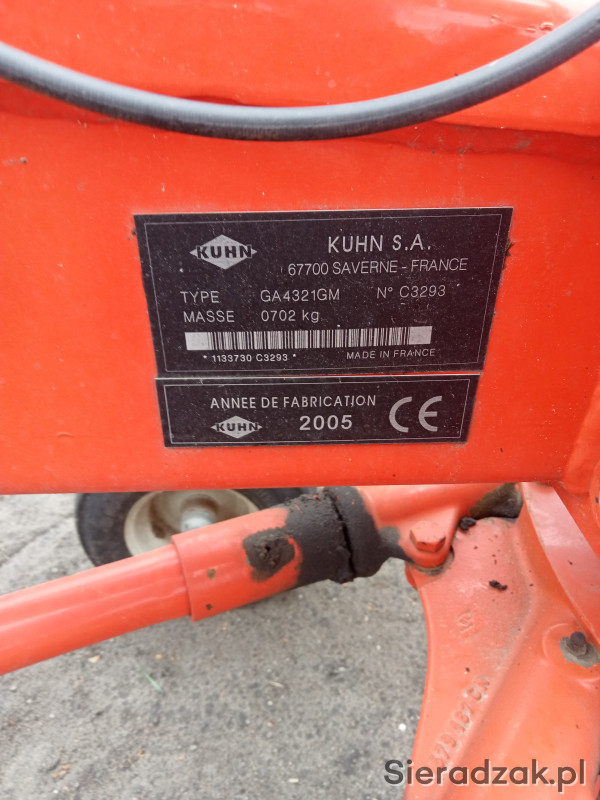 KUHN
KUHN S.A.
67700 SAVERNE - FRANCE
TYPE GA4321GM N° C3293
MASSE 0702 kg
* 1133730 C3293 * MADE IN FRANCE
ANNEE DE FABRICATION
KUHN 2005 CE
Sieradzak.pl